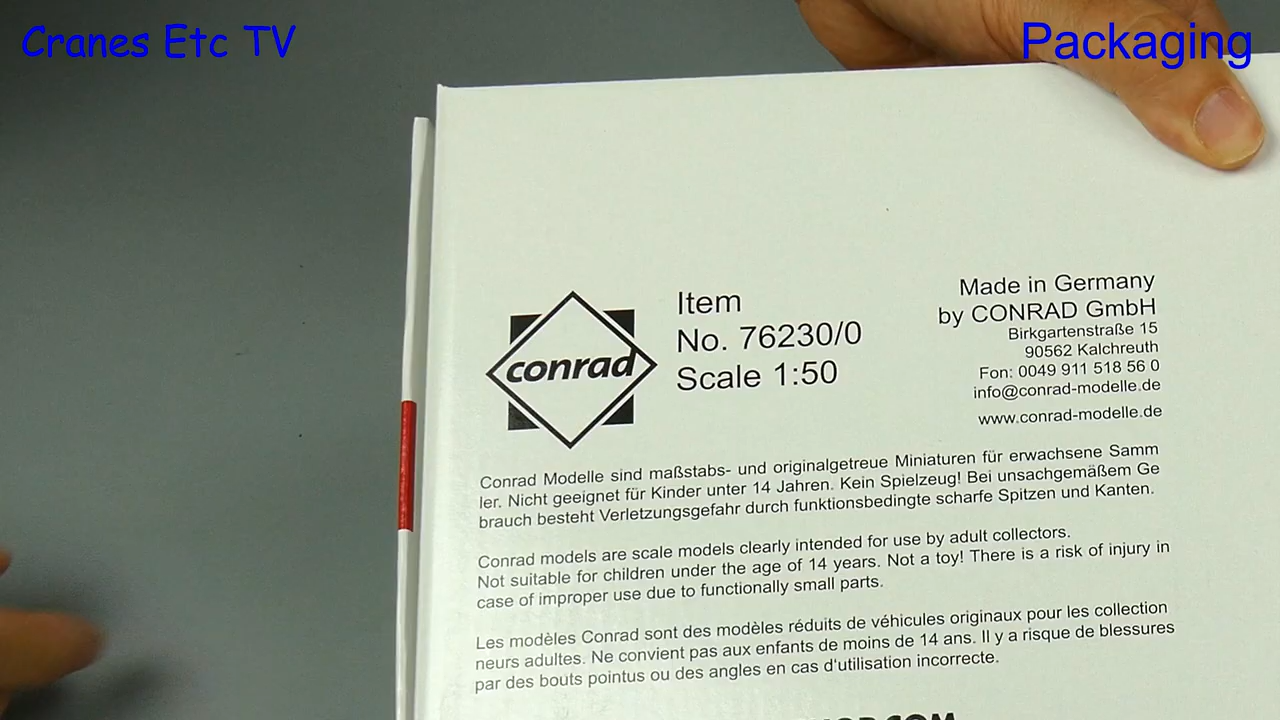 Cranes Etc TV
Packaging
conrad
Item
No. 76230/0
Scale 1:50
Made in Germany
by CONRAD GmbH
Birkgartenstraße 15
90562 Kalchreuth
Fon: 0049 911 518 56 0
info@conrad-modelle.de
www.conrad-modelle.de
Conrad Modelle sind maßstabs- und originalgetreue Miniaturen für erwachsene Samm
ler. Nicht geeignet für Kinder unter 14 Jahren. Kein Spielzeug! Bei unsachgemäßem Ge
brauch besteht Verletzungsgefahr durch funktionsbedingte scharfe Spitzen und Kanten.
Conrad models are scale models clearly intended for use by adult collectors.
Not suitable for children under the age of 14 years. Not a toy! There is a risk of injury in
case of improper use due to functionally small parts.
Les modèles Conrad sont des modèles réduits de véhicules originaux pour les collection
neurs adultes. Ne convient pas aux enfants de moins de 14 ans. Il y a risque de blessures
par des bouts pointus ou des angles en cas d'utilisation incorrecte.